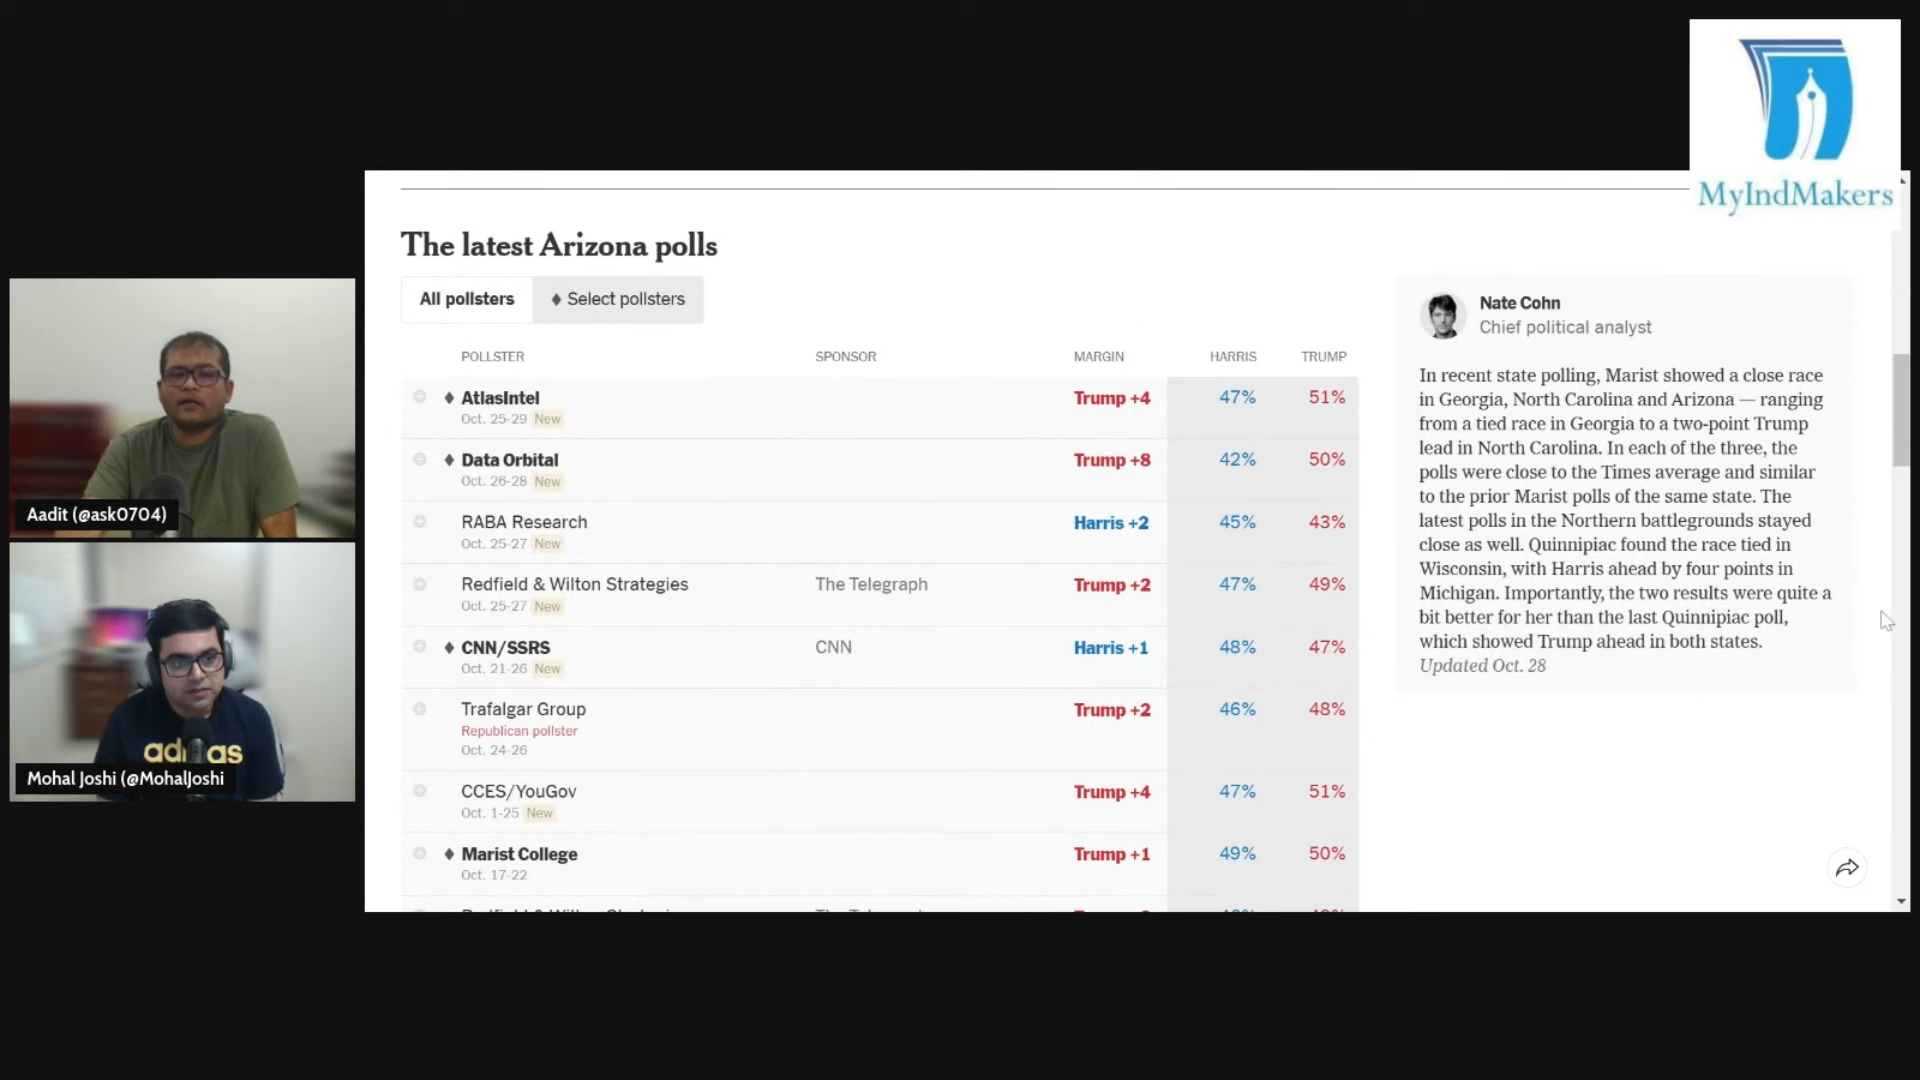 MyIndMakers
The latest Arizona polls
All pollsters
♦ Select pollsters
POLLSTER SPONSOR MARGIN HARRIS TRUMP
♦ AtlasIntel Trump +4 47% 51%
Oct. 25-29 New
♦ Data Orbital Trump +8 42% 50%
Oct. 26-28 New
RABA Research Harris +2 45% 43%
Oct. 25-27 New
Redfield & Wilton Strategies The Telegraph Trump +2 47% 49%
Oct. 25-27 New
♦ CNN/SSRS CNN Harris +1 48% 47%
Oct. 21-26 New
Trafalgar Group Trump +2 46% 48%
Republican pollster
Oct. 24-26
CCES/YouGov Trump +4 47% 51%
Oct. 1-25 New
♦ Marist College Trump +1 49% 50%
Oct. 17-22
Nate Cohn
Chief political analyst
In recent state polling, Marist showed a close race
in Georgia, North Carolina and Arizona — ranging
from a tied race in Georgia to a two-point Trump
lead in North Carolina. In each of the three, the
polls were close to the Times average and similar
to the prior Marist polls of the same state. The
latest polls in the Northern battlegrounds stayed
close as well. Quinnipiac found the race tied in
Wisconsin, with Harris ahead by four points in
Michigan. Importantly, the two results were quite a
bit better for her than the last Quinnipiac poll,
which showed Trump ahead in both states.
Updated Oct. 28
Aadit (@ask0704)
adidas
Mohal Joshi (@MohalJoshi